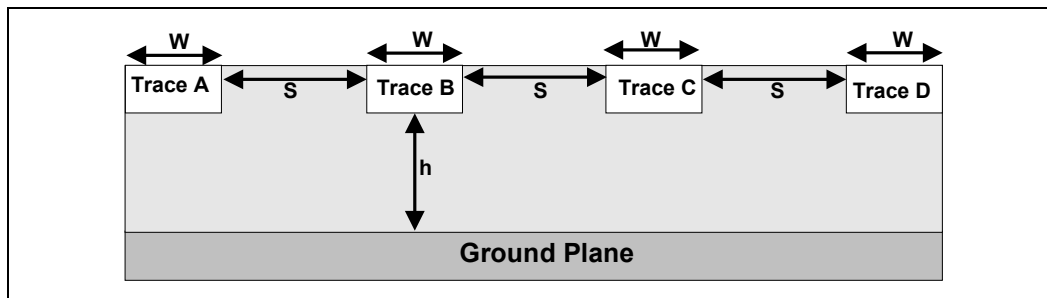 W W W W
Trace A S Trace B S Trace C S Trace D
h
Ground Plane